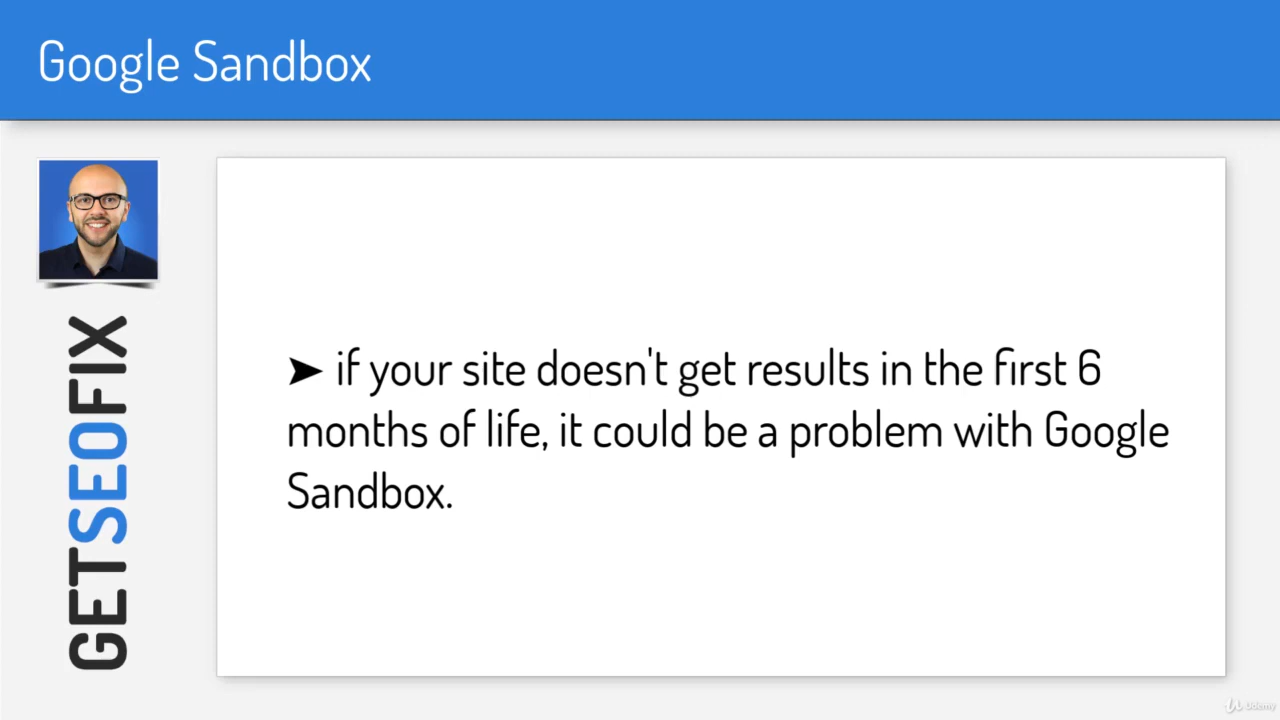 Google Sandbox
GETSEOFIX
➤ if your site doesn't get results in the first 6
months of life, it could be a problem with Google
Sandbox.
Udemy